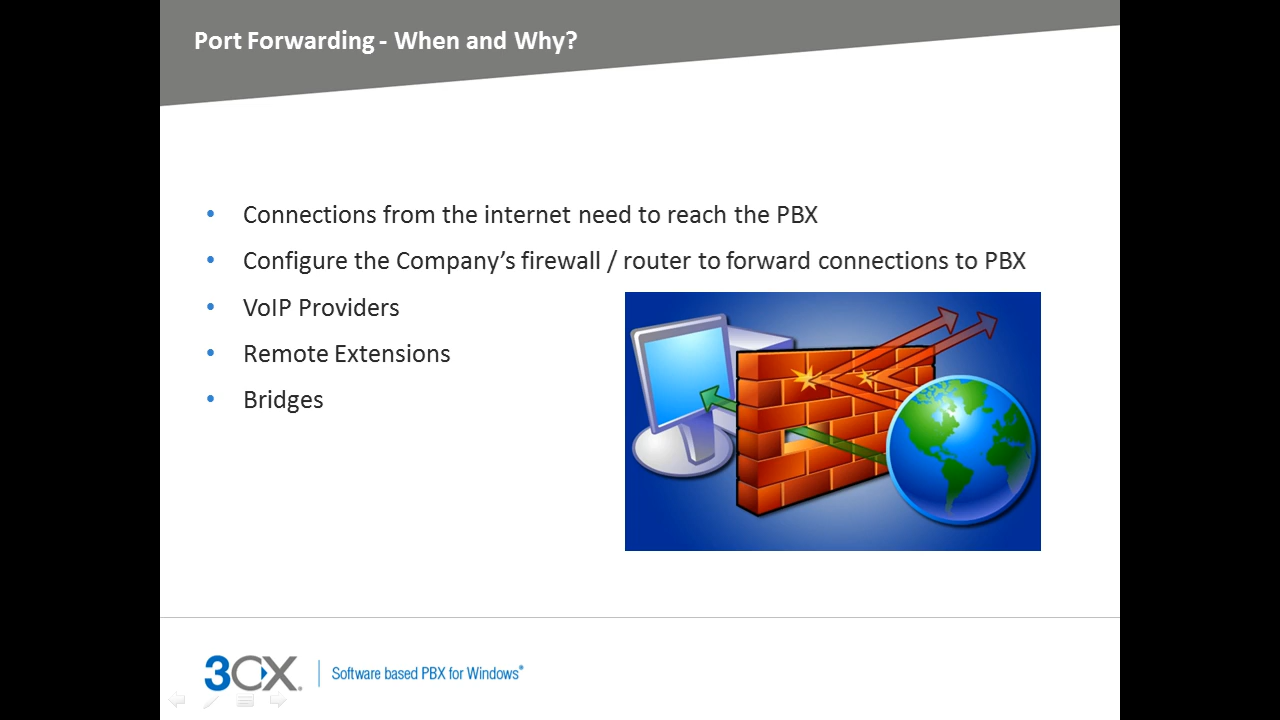 Port Forwarding - When and Why?
• Connections from the internet need to reach the PBX
• Configure the Company’s firewall / router to forward connections to PBX
• VoIP Providers
• Remote Extensions
• Bridges
3CX® | Software based PBX for Windows®